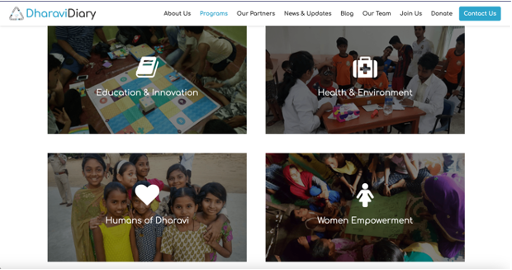 DharaviDiary
About Us Programs Our Partners News & Updates Blog Our Team Join Us Donate Contact Us
Education & Innovation
Health & Environment
Humans of Dharavi
Women Empowerment